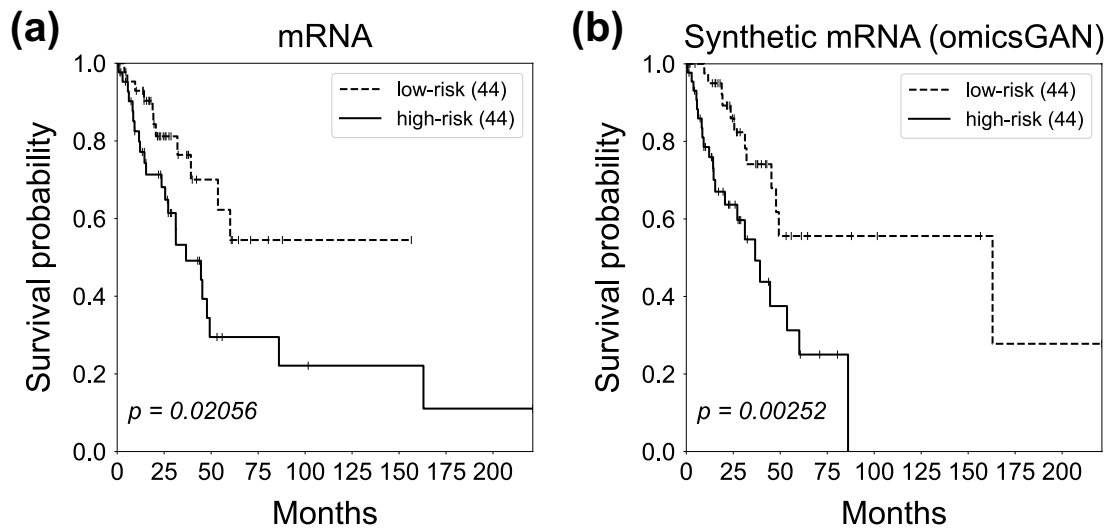 (a)
mRNA
Survival probability
1.0
0.8
0.6
0.4
0.2
0.0
low-risk (44)
high-risk (44)
p = 0.02056
0 25 50 75 100 125 150 175 200
Months
(b)
Synthetic mRNA (omicsGAN)
Survival probability
1.0
0.8
0.6
0.4
0.2
0.0
low-risk (44)
high-risk (44)
p = 0.00252
0 25 50 75 100 125 150 175 200
Months